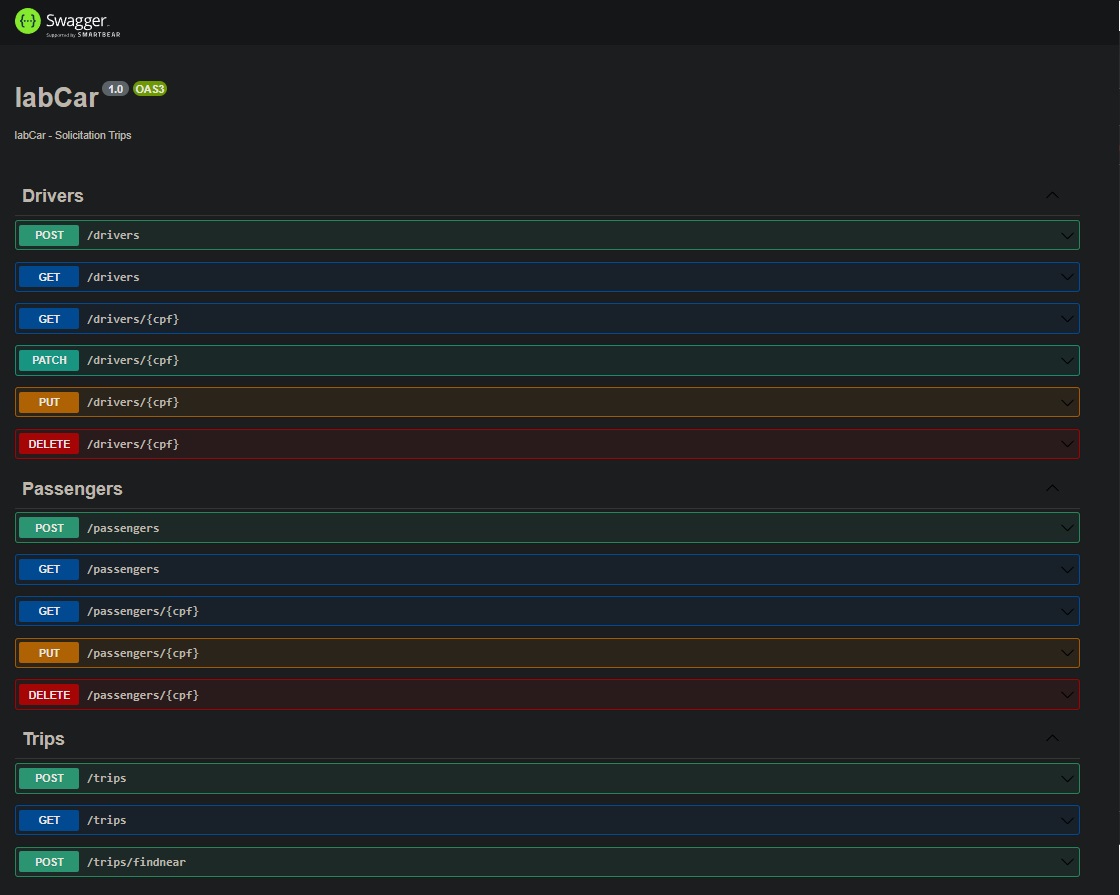 Swagger.
Supported by SMARTBEAR
labCar 1.0 OAS3
labCar - Solicitation Trips
Drivers
POST /drivers
GET /drivers
GET /drivers/{cpf}
PATCH /drivers/{cpf}
PUT /drivers/{cpf}
DELETE /drivers/{cpf}
Passengers
POST /passengers
GET /passengers
GET /passengers/{cpf}
PUT /passengers/{cpf}
DELETE /passengers/{cpf}
Trips
POST /trips
GET /trips
POST /trips/findnear